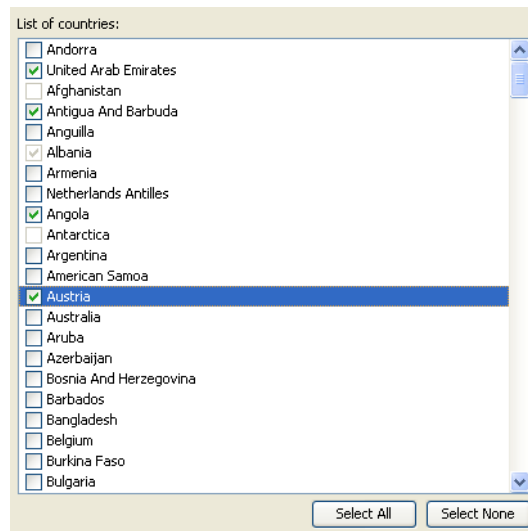 List of countries:
Andorra
United Arab Emirates
Afghanistan
Antigua And Barbuda
Anguilla
Albania
Armenia
Netherlands Antilles
Angola
Antarctica
Argentina
American Samoa
Austria
Australia
Aruba
Azerbaijan
Bosnia And Herzegovina
Barbados
Bangladesh
Belgium
Burkina Faso
Bulgaria
Select All Select None